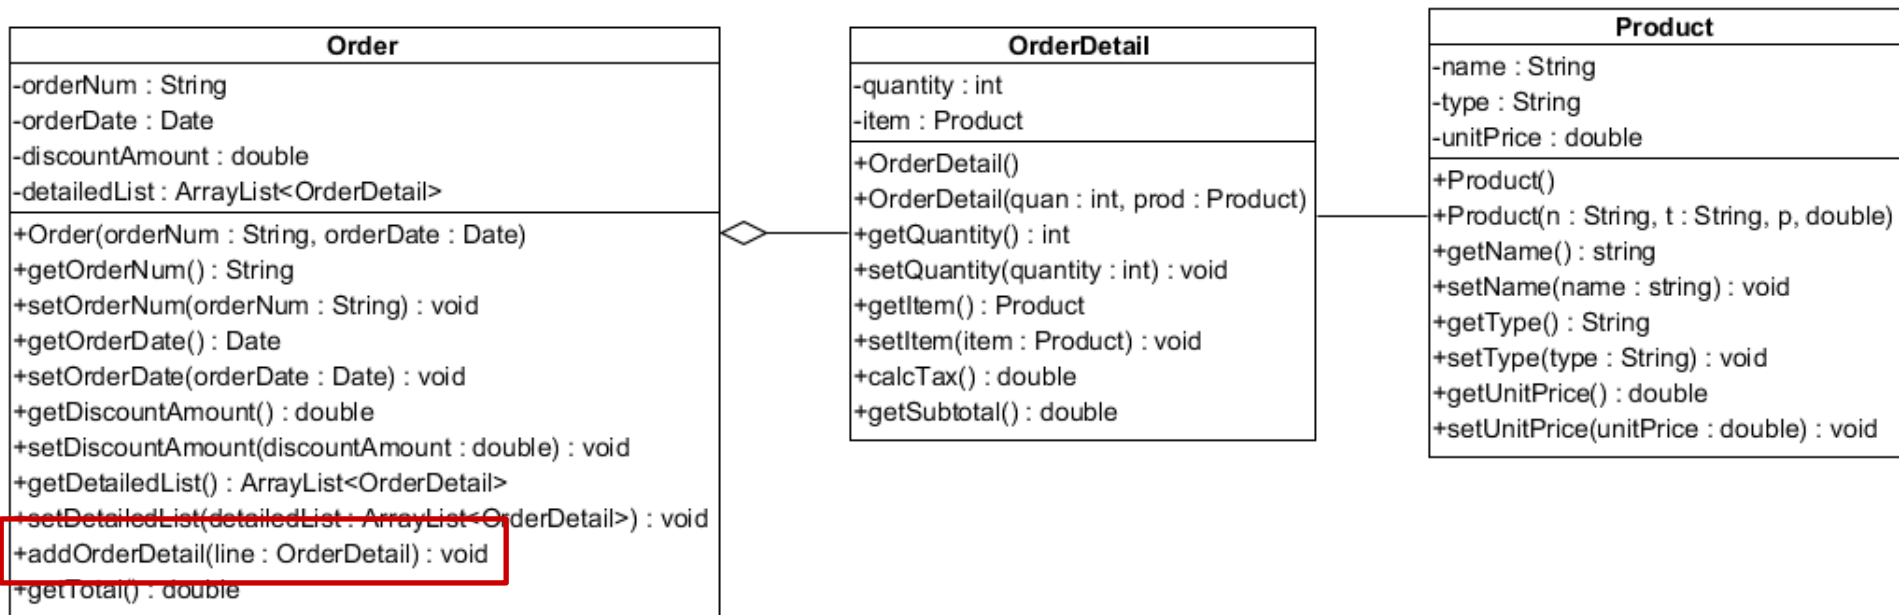 Order
-orderNum : String
-orderDate : Date
-discountAmount : double
-detailedList : ArrayList<OrderDetail>
+Order(orderNum : String, orderDate : Date)
+getOrderNum() : String
+setOrderNum(orderNum : String) : void
+getOrderDate() : Date
+setOrderDate(orderDate : Date) : void
+getDiscountAmount() : double
+setDiscountAmount(discountAmount : double) : void
+getDetailedList() : ArrayList<OrderDetail>
+setDetailedList(detailedList : ArrayList<OrderDetail>) : void
+addOrderDetail(line : OrderDetail) : void
+getTotal() : double
OrderDetail
-quantity : int
-item : Product
+OrderDetail()
+OrderDetail(quan : int, prod : Product)
+getQuantity() : int
+setQuantity(quantity : int) : void
+getItem() : Product
+setItem(item : Product) : void
+calcTax() : double
+getSubtotal() : double
Product
-name : String
-type : String
-unitPrice : double
+Product()
+Product(n : String, t : String, p, double)
+getName() : string
+setName(name : string) : void
+getType() : String
+setType(type : String) : void
+getUnitPrice() : double
+setUnitPrice(unitPrice : double) : void